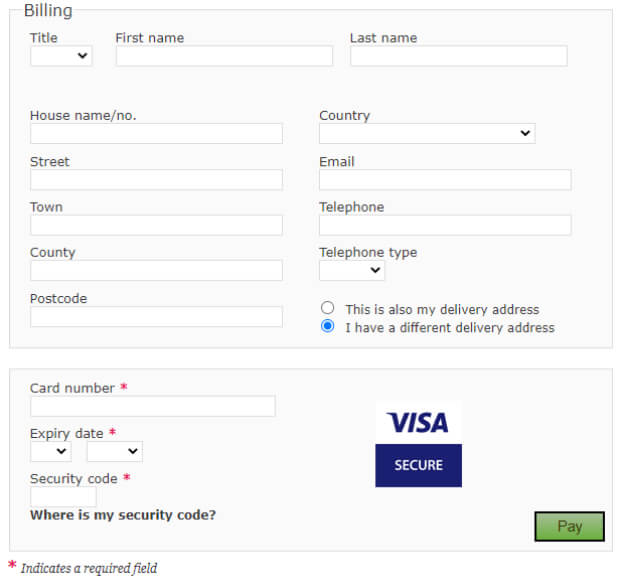 Billing
Title First name Last name
House name/no. Country
Street Email
Town Telephone
County Telephone type
Postcode
This is also my delivery address
I have a different delivery address
Card number *
VISA
Expiry date *
SECURE
Security code *
Where is my security code?
Pay
* Indicates a required field